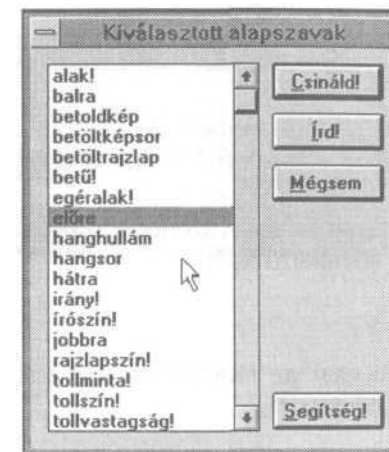 Kiválasztott alapszavak
alak!
balra
betoldkép
betöltképsor
betöltrajzlap
betű!
egéralak!
előre
hanghullám
hangsor
hátra
irány!
írószín!
jobbra
rajzlapszín!
tollminta!
tollszín!
tollvastagság!
Csináld!
Írd!
Mégsem
Segítség!